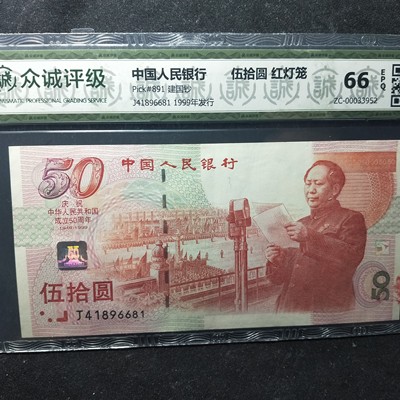 众诚评级
PRISMATIC PROFESSIONAL GRADING SERVICE
中国人民银行 伍拾圆 红灯笼
Pick#891 建国钞
J41896681 1999年发行
66 EPQ
ZC-00033952
50 中国人民银行
庆祝
中华人民共和国
成立50周年
伍拾圆
J41896681
50